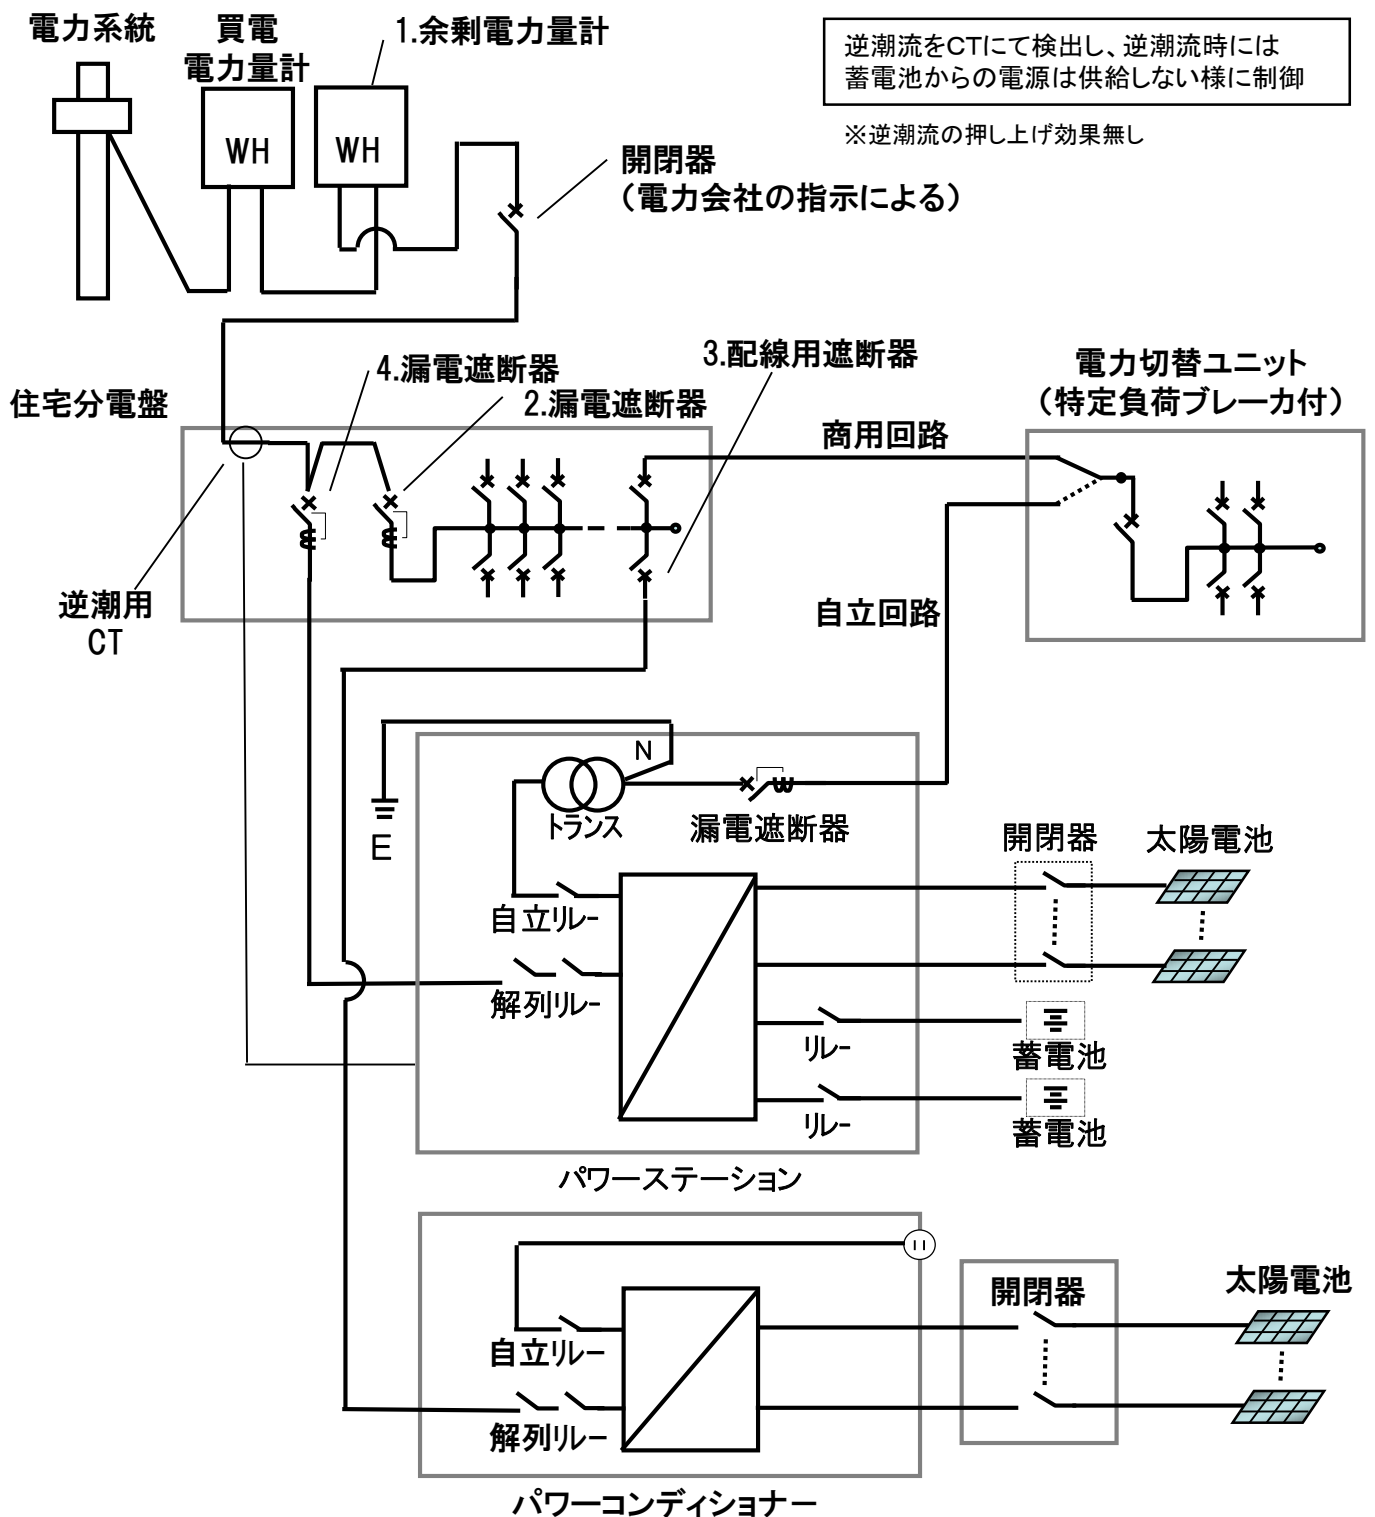 電力系統
買電
電力量計
1.余剰電力量計
逆潮流をCTにて検出し、逆潮流時には
蓄電池からの電源は供給しない様に制御
※逆潮流の押し上げ効果無し
WH
WH
開閉器
（電力会社の指示による）
住宅分電盤
4.漏電遮断器
2.漏電遮断器
3.配線用遮断器
電力切替ユニット
（特定負荷ブレーカ付）
商用回路
自立回路
逆潮用
CT
N
E
トランス
漏電遮断器
開閉器
太陽電池
自立リレー
解列リレー
リレー
蓄電池
リレー
蓄電池
パワーステーション
開閉器
太陽電池
自立リレー
解列リレー
パワーコンディショナー